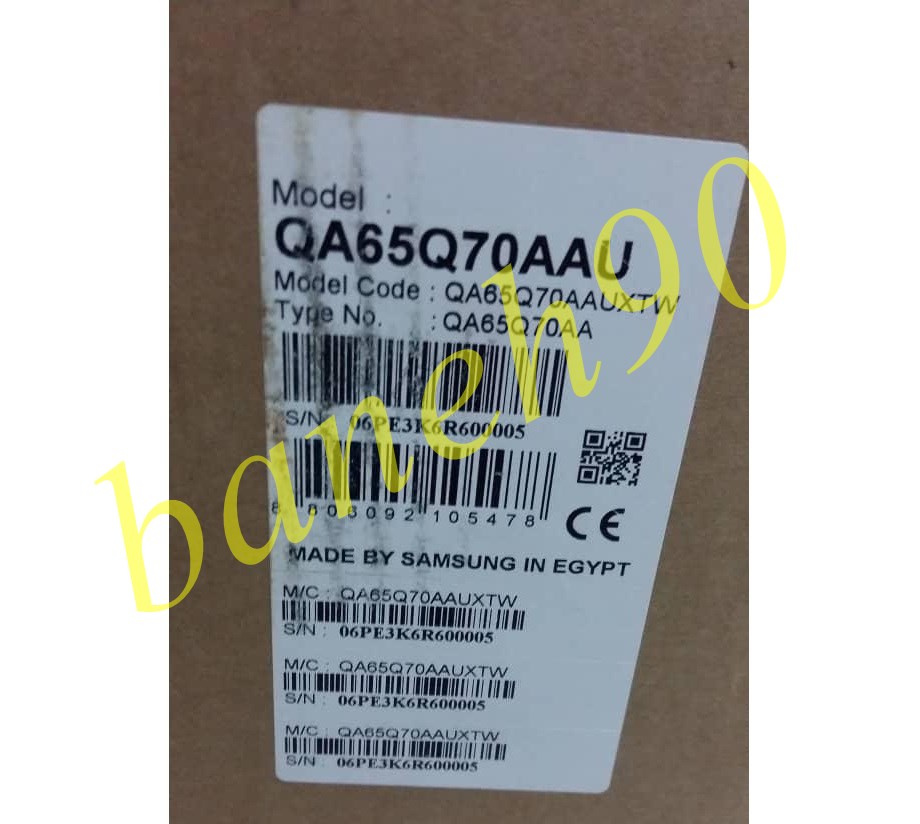 Model :
QA65Q70AAU
Model Code : QA65Q70AAUXTW
Type No. : QA65Q70AA
S/N : 06PE3K6R600005
8 806092 105478
CE
MADE BY SAMSUNG IN EGYPT
M/C : QA65Q70AAUXTW
S/N : 06PE3K6R600005
M/C : QA65Q70AAUXTW
S/N : 06PE3K6R600005
M/C : QA65Q70AAUXTW
S/N : 06PE3K6R600005
baneh90